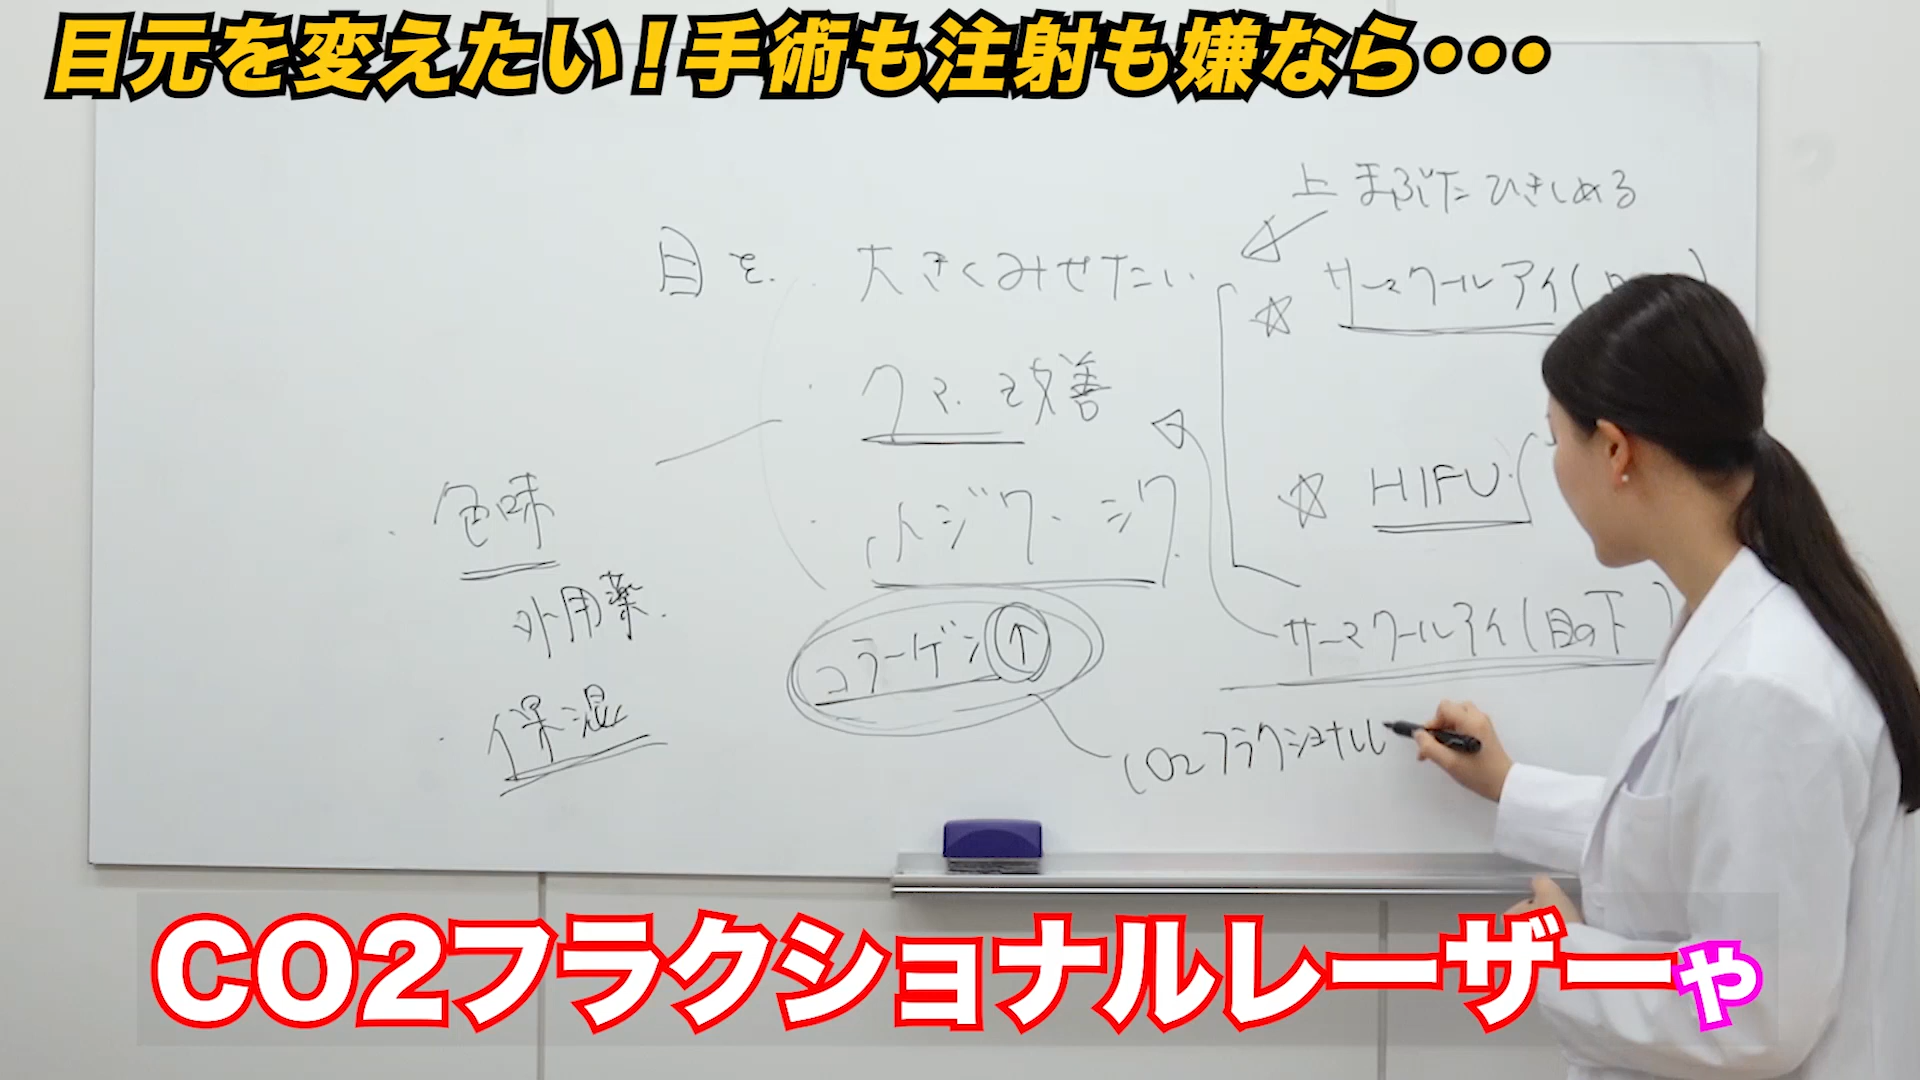 目元を変えたい！手術も注射も嫌なら・・・
上まぶたひきしめる
目を
・大きくみせたい
☆ サーマクールアイ(
・クマ改善
☆ HIFU(
・色味
外用薬
・保湿
コラーゲン↑
サーマクールアイ(目の下)
CO2フラクショナルレ
CO2フラクショナルレーザーや